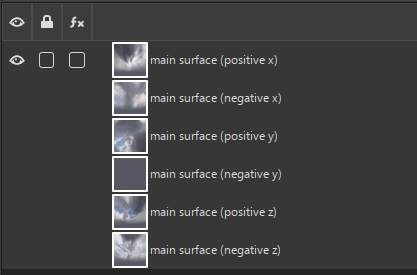 fx
main surface (positive x)
main surface (negative x)
main surface (positive y)
main surface (negative y)
main surface (positive z)
main surface (negative z)